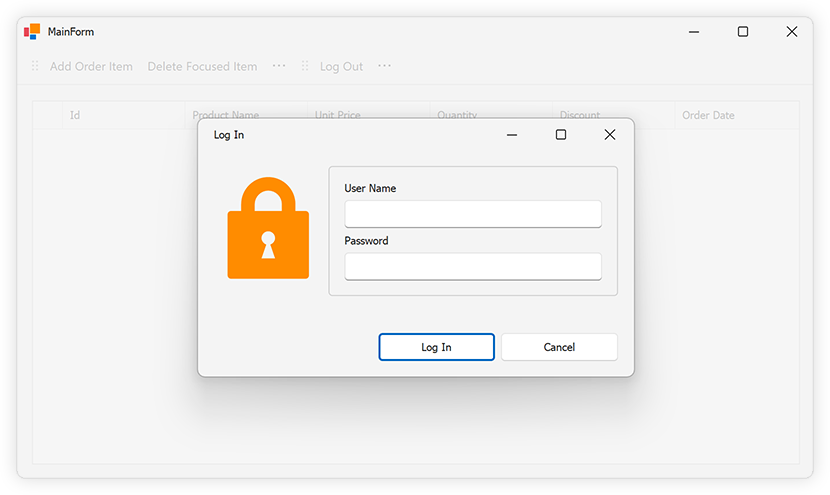 MainForm
Add Order Item Delete Focused Item ... Log Out ...
Id Product Name Unit Price Quantity Discount Order Date
Log In
User Name
Password
Log In Cancel